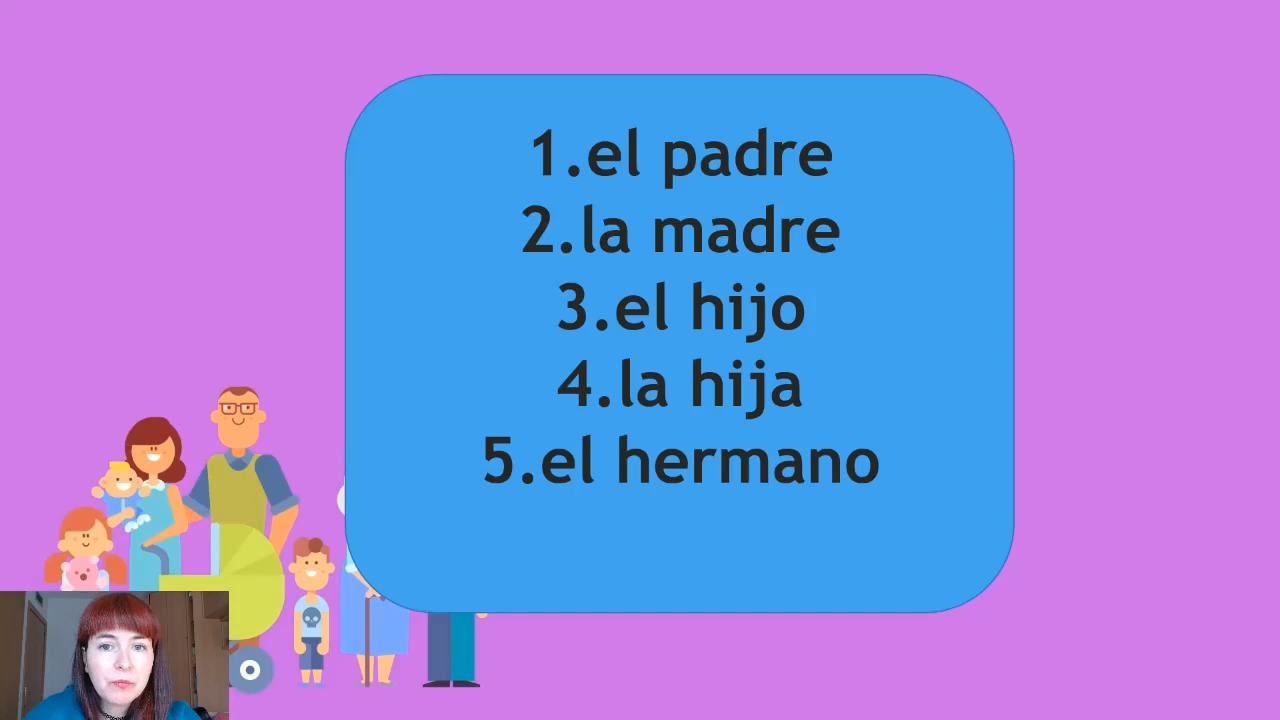 1.el padre
2.la madre
3.el hijo
4.la hija
5.el hermano